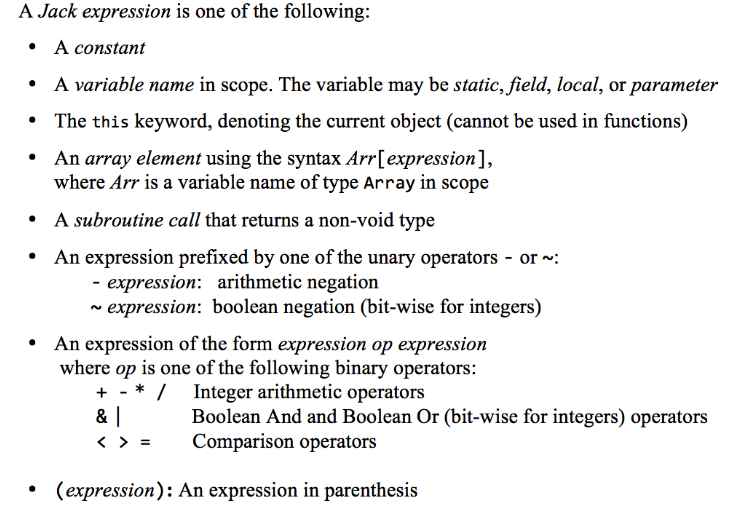 A Jack expression is one of the following:
• A constant
• A variable name in scope. The variable may be static, field, local, or parameter
• The this keyword, denoting the current object (cannot be used in functions)
• An array element using the syntax Arr[expression],
where Arr is a variable name of type Array in scope
• A subroutine call that returns a non-void type
• An expression prefixed by one of the unary operators - or ~:
- expression: arithmetic negation
~ expression: boolean negation (bit-wise for integers)
• An expression of the form expression op expression
where op is one of the following binary operators:
+ - * / Integer arithmetic operators
& | Boolean And and Boolean Or (bit-wise for integers) operators
< > = Comparison operators
• (expression): An expression in parenthesis